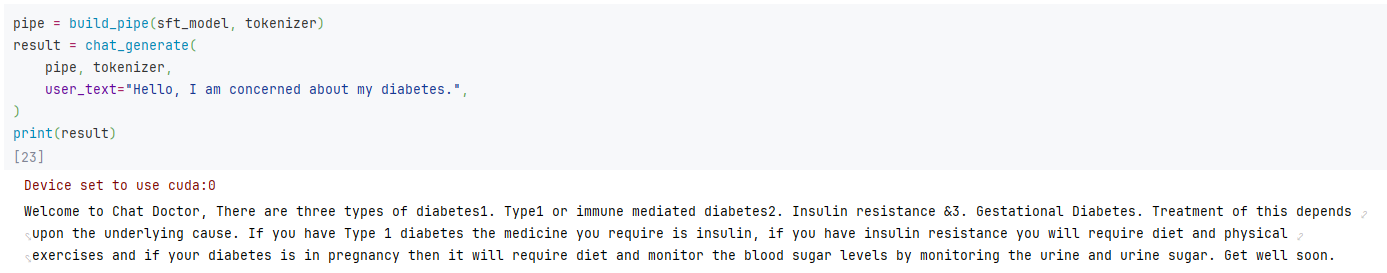 pipe = build_pipe(sft_model, tokenizer)
result = chat_generate(
    pipe, tokenizer,
    user_text="Hello, I am concerned about my diabetes.",
)
print(result)
[23]
Device set to use cuda:0
Welcome to Chat Doctor, There are three types of diabetes1. Type1 or immune mediated diabetes2. Insulin resistance &3. Gestational Diabetes. Treatment of this depends
upon the underlying cause. If you have Type 1 diabetes the medicine you require is insulin, if you have insulin resistance you will require diet and physical
exercises and if your diabetes is in pregnancy then it will require diet and monitor the blood sugar levels by monitoring the urine and urine sugar. Get well soon.